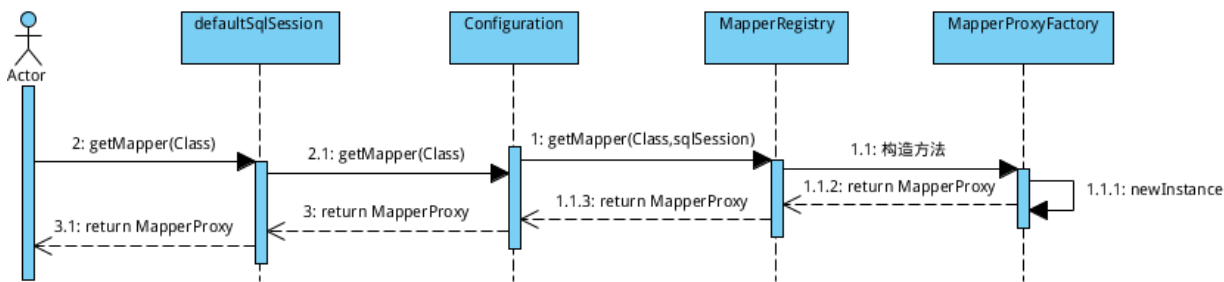 defaultSqlSession
Configuration
MapperRegistry
MapperProxyFactory
Actor
2: getMapper(Class)
2.1: getMapper(Class)
1: getMapper(Class,sqlSession)
1.1: 构造方法
1.1.1: newInstance
1.1.2: return MapperProxy
1.1.3: return MapperProxy
3: return MapperProxy
3.1: return MapperProxy